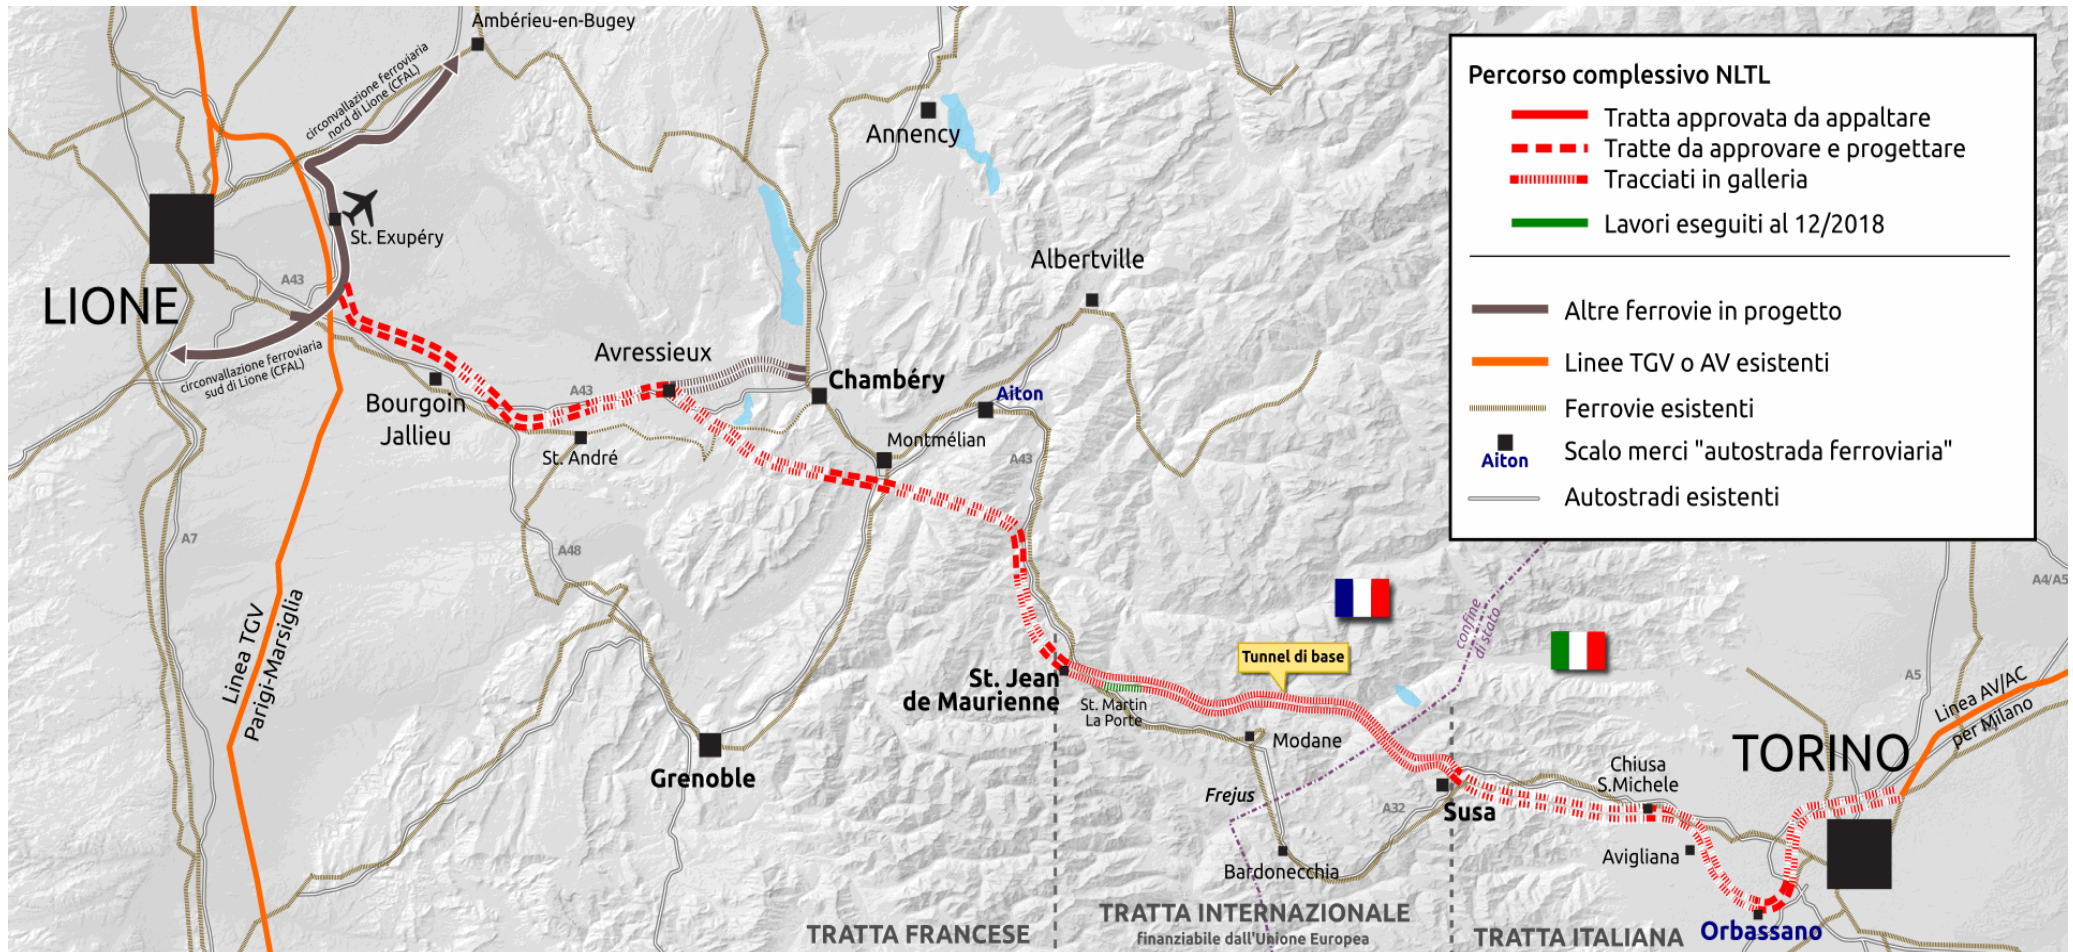 Ambérieu-en-Bugey
circonvallazione ferroviaria
nord di Lione (CFAL)
Annency
St. Exupéry
A43
LIONE
circonvallazione ferroviaria
sud di Lione (CFAL)
Albertville
Avressieux
A43
Chambéry
Aiton
Bourgoin
Jallieu
St. André
Montmélian
A43
A7
A48
Linea TGV
Parigi-Marsiglia
Grenoble
St. Jean
de Maurienne
St. Martin
La Porte
Tunnel di base
Modane
Frejus
Bardonecchia
confine
di stato
A32
Susa
Chiusa
S.Michele
Avigliana
Orbassano
TORINO
A5
A4/A5
Linea AV/AC
per Milano
TRATTA FRANCESE
TRATTA INTERNAZIONALE
finanziabile dall'Unione Europea
TRATTA ITALIANA
Percorso complessivo NLTL
Tratta approvata da appaltare
Tratte da approvare e progettare
Tracciati in galleria
Lavori eseguiti al 12/2018
Altre ferrovie in progetto
Linee TGV o AV esistenti
Ferrovie esistenti
Aiton
Scalo merci "autostrada ferroviaria"
Autostradi esistenti